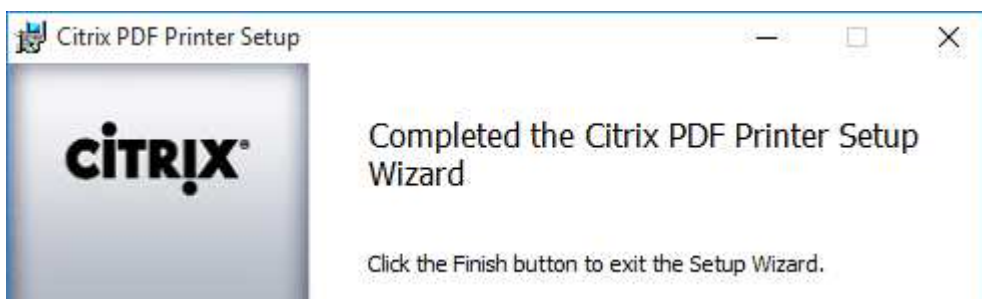 Citrix PDF Printer Setup
CiTRIX®
Completed the Citrix PDF Printer Setup
Wizard
Click the Finish button to exit the Setup Wizard.